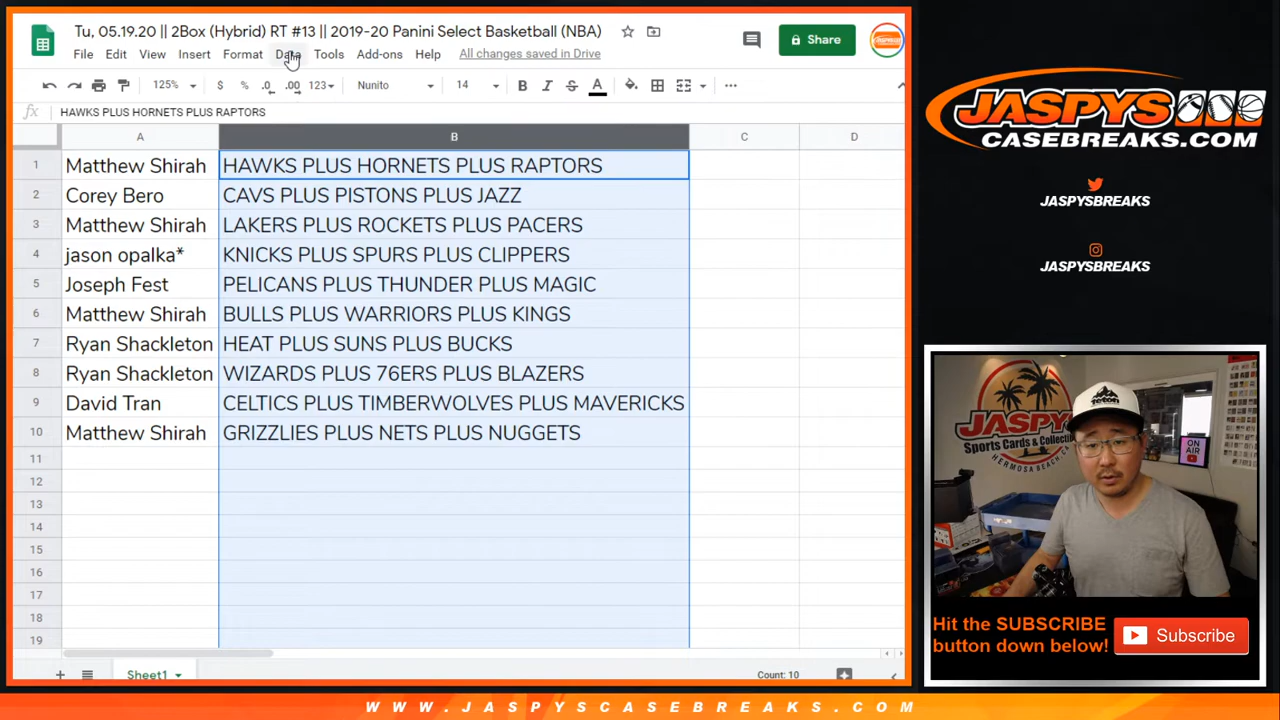 Tu, 05.19.20 || 2Box (Hybrid) RT #13 || 2019-20 Panini Select Basketball (NBA)
File Edit View Insert Format Data Tools Add-ons Help All changes saved in Drive
Share
125% $ % .0 .00 123 Nunito 14 B I S A
fx HAWKS PLUS HORNETS PLUS RAPTORS
A B C D
1 Matthew Shirah HAWKS PLUS HORNETS PLUS RAPTORS
2 Corey Bero CAVS PLUS PISTONS PLUS JAZZ
3 Matthew Shirah LAKERS PLUS ROCKETS PLUS PACERS
4 jason opalka* KNICKS PLUS SPURS PLUS CLIPPERS
5 Joseph Fest PELICANS PLUS THUNDER PLUS MAGIC
6 Matthew Shirah BULLS PLUS WARRIORS PLUS KINGS
7 Ryan Shackleton HEAT PLUS SUNS PLUS BUCKS
8 Ryan Shackleton WIZARDS PLUS 76ERS PLUS BLAZERS
9 David Tran CELTICS PLUS TIMBERWOLVES PLUS MAVERICKS
10 Matthew Shirah GRIZZLIES PLUS NETS PLUS NUGGETS
11
12
13
14
15
16
17
18
19
Sheet1
Count: 10
JASPYS
CASEBREAKS.COM
JASPYSBREAKS
JASPYSBREAKS
JASPYS
Sports Cards & Collectib
HERMOSA BEACH, CA
teton
ON
AIR
Hit the SUBSCRIBE
button down below!
Subscribe
WWW.JASPYSCASEBREAKS.COM